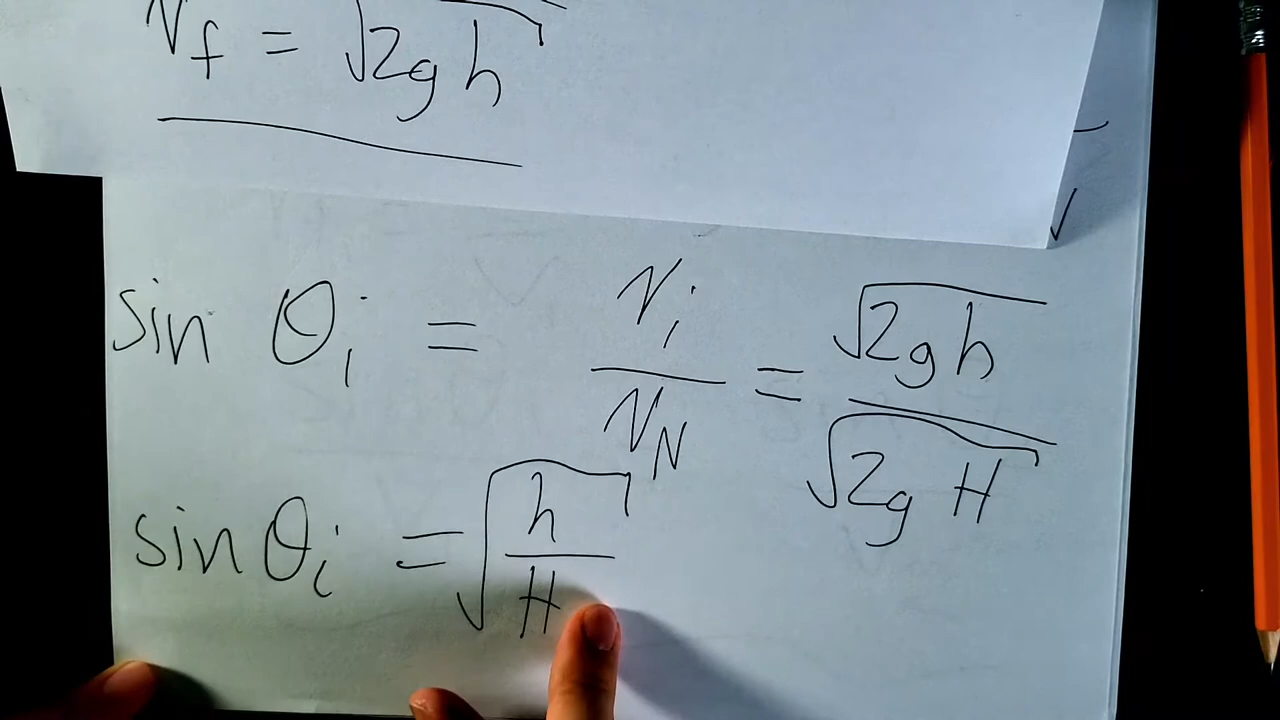 V_f = √2gh
sin θ_i = V_i / V_N = √2gh / √2gH
sin θ_i = √h/H